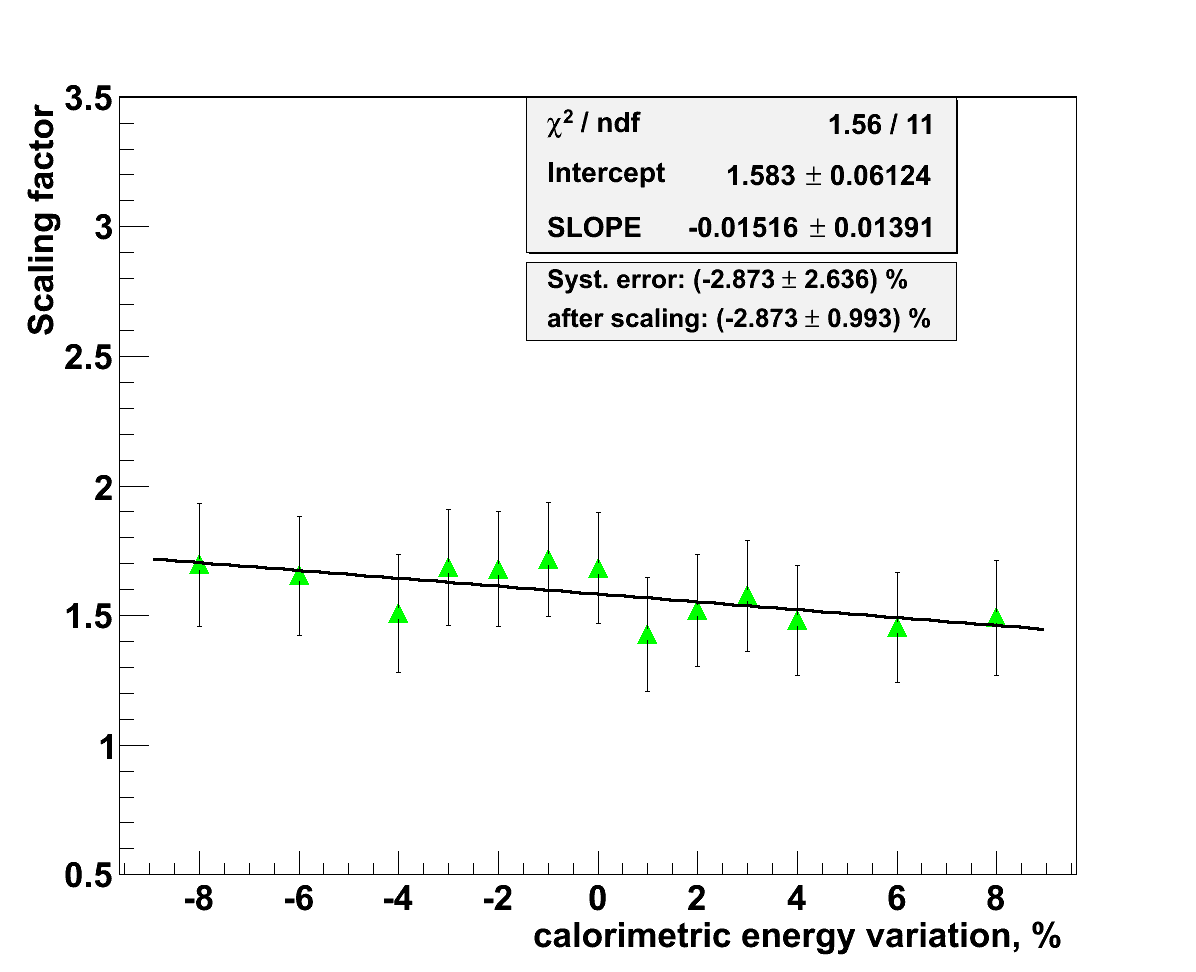 3.5
3
2.5
2
1.5
1
0.5
Scaling factor
χ² / ndf 1.56 / 11
Intercept 1.583 ± 0.06124
SLOPE -0.01516 ± 0.01391
Syst. error: (-2.873 ± 2.636) %
after scaling: (-2.873 ± 0.993) %
-8 -6 -4 -2 0 2 4 6 8
calorimetric energy variation, %